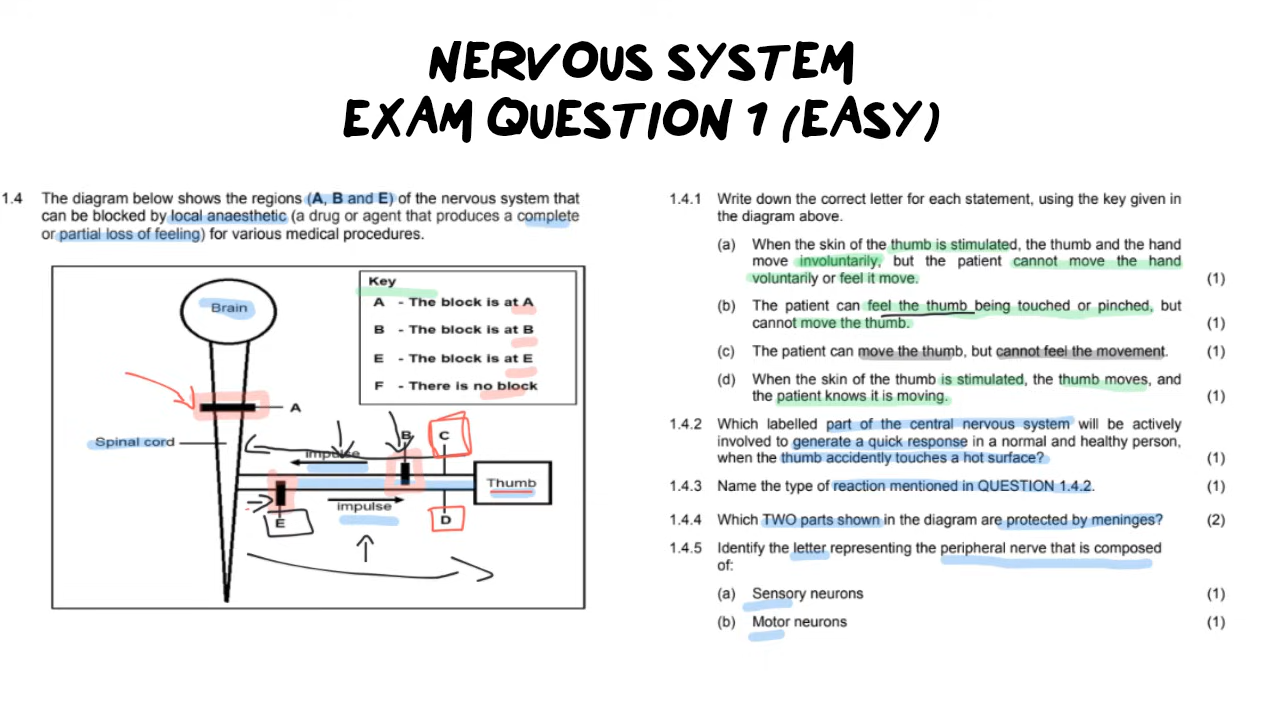 NERVOUS SYSTEM
EXAM QUESTION 1 (EASY)
1.4 The diagram below shows the regions (A, B and E) of the nervous system that
can be blocked by local anaesthetic (a drug or agent that produces a complete
or partial loss of feeling) for various medical procedures.
Key
A - The block is at A
B - The block is at B
E - The block is at E
F - There is no block
Brain
A
Spinal cord
B
C
impulse
Thumb
impulse
E
D
1.4.1 Write down the correct letter for each statement, using the key given in
the diagram above.
(a) When the skin of the thumb is stimulated, the thumb and the hand
move involuntarily, but the patient cannot move the hand
voluntarily or feel it move. (1)
(b) The patient can feel the thumb being touched or pinched, but
cannot move the thumb. (1)
(c) The patient can move the thumb, but cannot feel the movement. (1)
(d) When the skin of the thumb is stimulated, the thumb moves, and
the patient knows it is moving. (1)
1.4.2 Which labelled part of the central nervous system will be actively
involved to generate a quick response in a normal and healthy person,
when the thumb accidently touches a hot surface? (1)
1.4.3 Name the type of reaction mentioned in QUESTION 1.4.2. (1)
1.4.4 Which TWO parts shown in the diagram are protected by meninges? (2)
1.4.5 Identify the letter representing the peripheral nerve that is composed
of:
(a) Sensory neurons (1)
(b) Motor neurons (1)